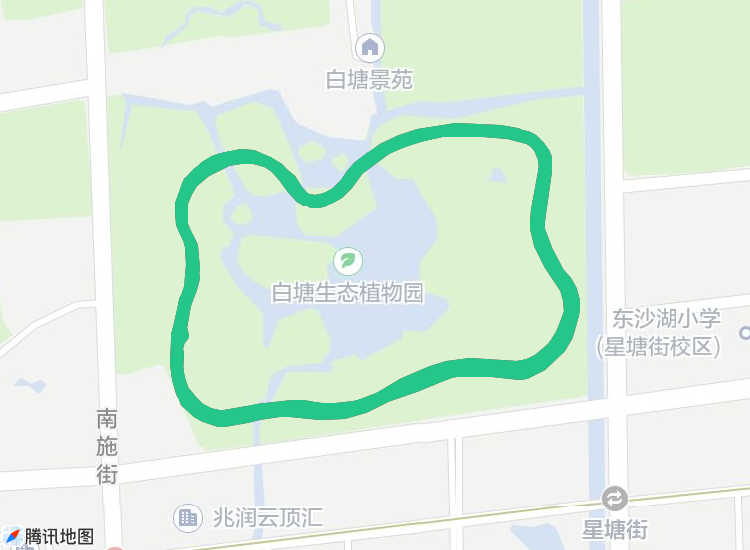 白塘景苑
白塘生态植物园
东沙湖小学
(星塘街校区)
南施街
兆润云顶汇
星塘街
腾讯地图